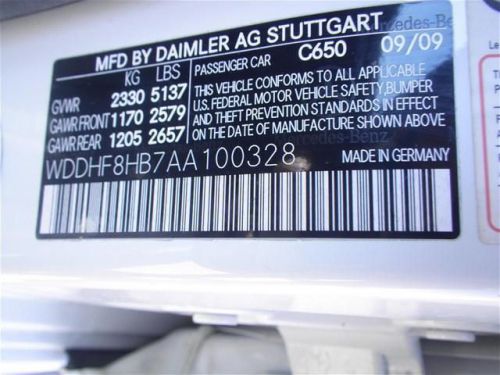 MFD BY DAIMLER AG STUTTGART
KG LBS PASSENGER CAR C650 09/09
GVWR 2330 5137
GAWR FRONT 1170 2579
GAWR REAR 1205 2657
THIS VEHICLE CONFORMS TO ALL APPLICABLE
U.S. FEDERAL MOTOR VEHICLE SAFETY,BUMPER
AND THEFT PREVENTION STANDARDS IN EFFECT
ON THE DATE OF MANUFACTURE SHOWN ABOVE.
WDDHF8HB7AA100328 MADE IN GERMANY
Mercedes-Benz